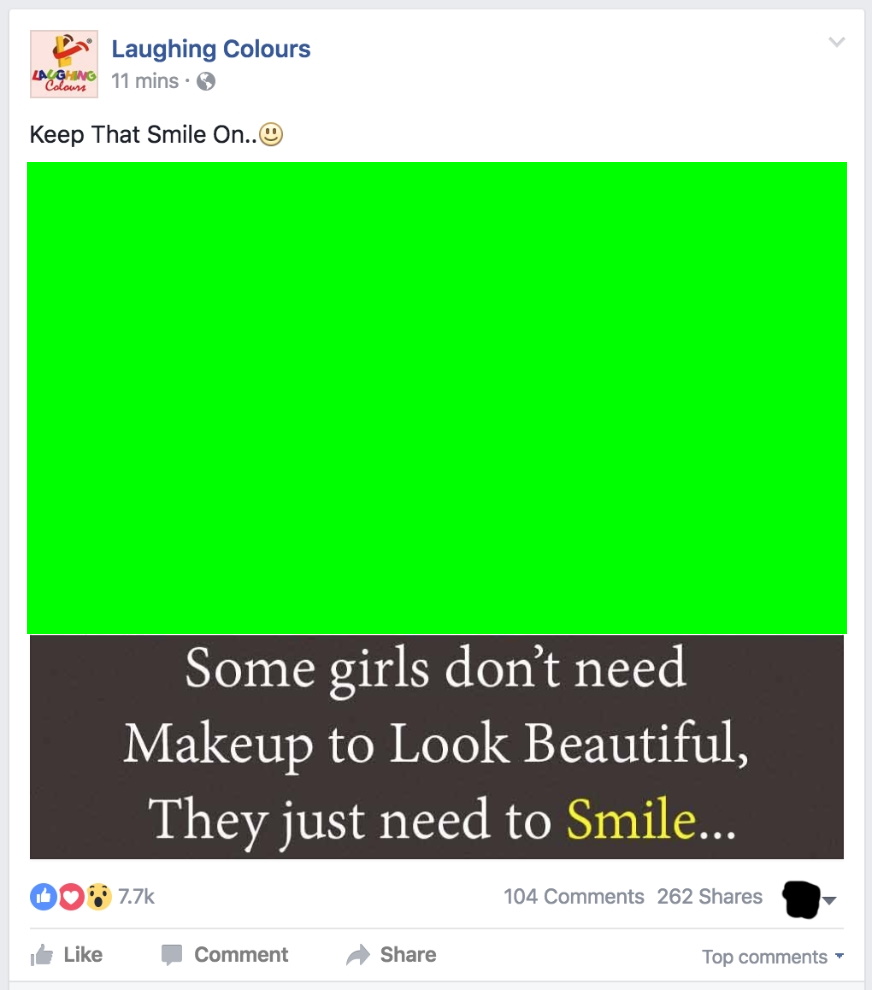 LAUGHING
Colours
Laughing Colours
11 mins ·
Keep That Smile On..
Some girls don't need
Makeup to Look Beautiful,
They just need to Smile...
7.7k 104 Comments 262 Shares
Like Comment Share Top comments